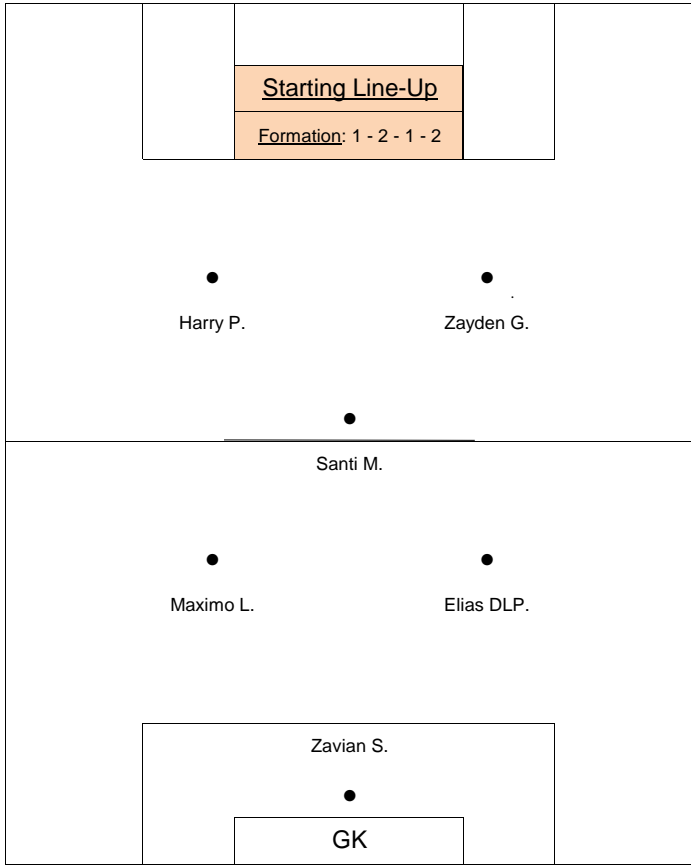 Starting Line-Up
Formation: 1 - 2 - 1 - 2
.
Harry P. Zayden G.
Santi M.
Maximo L. Elias DLP.
Zavian S.
GK